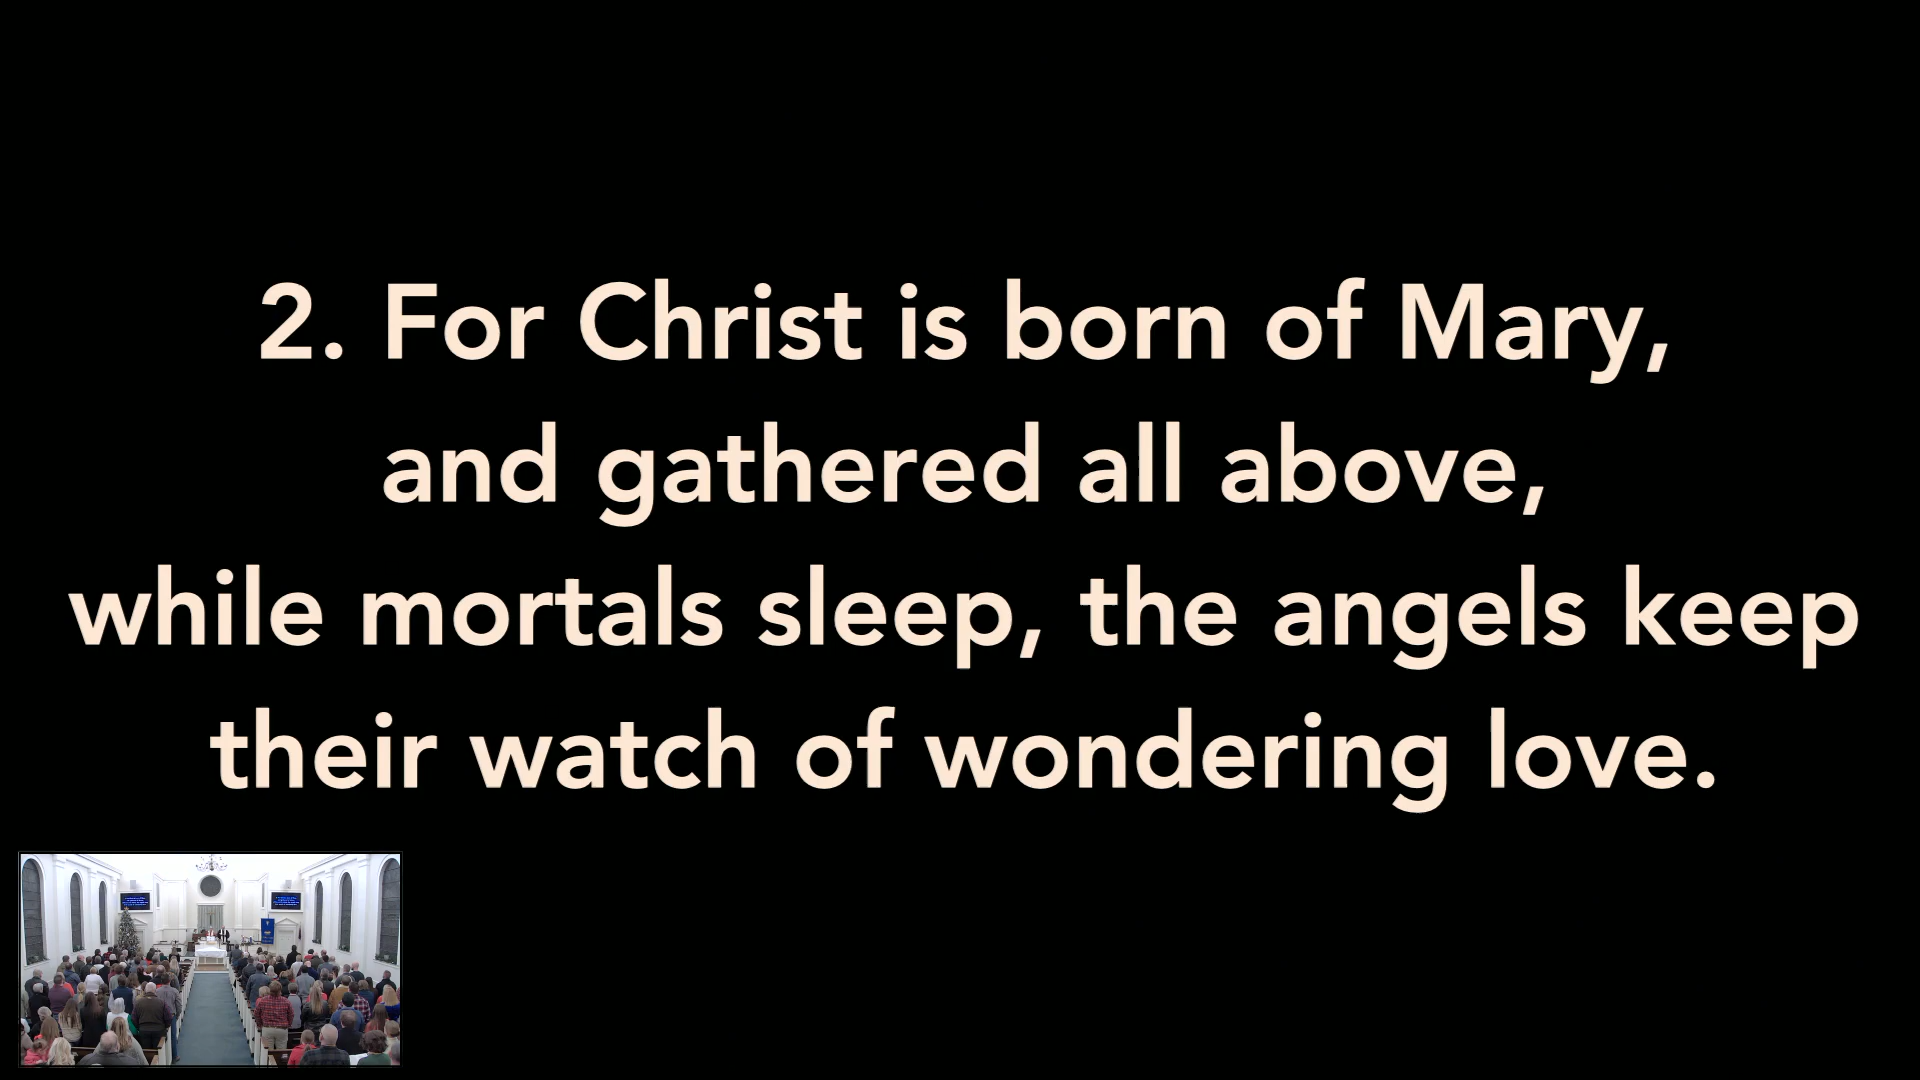 2. For Christ is born of Mary,
and gathered all above,
while mortals sleep, the angels keep
their watch of wondering love.